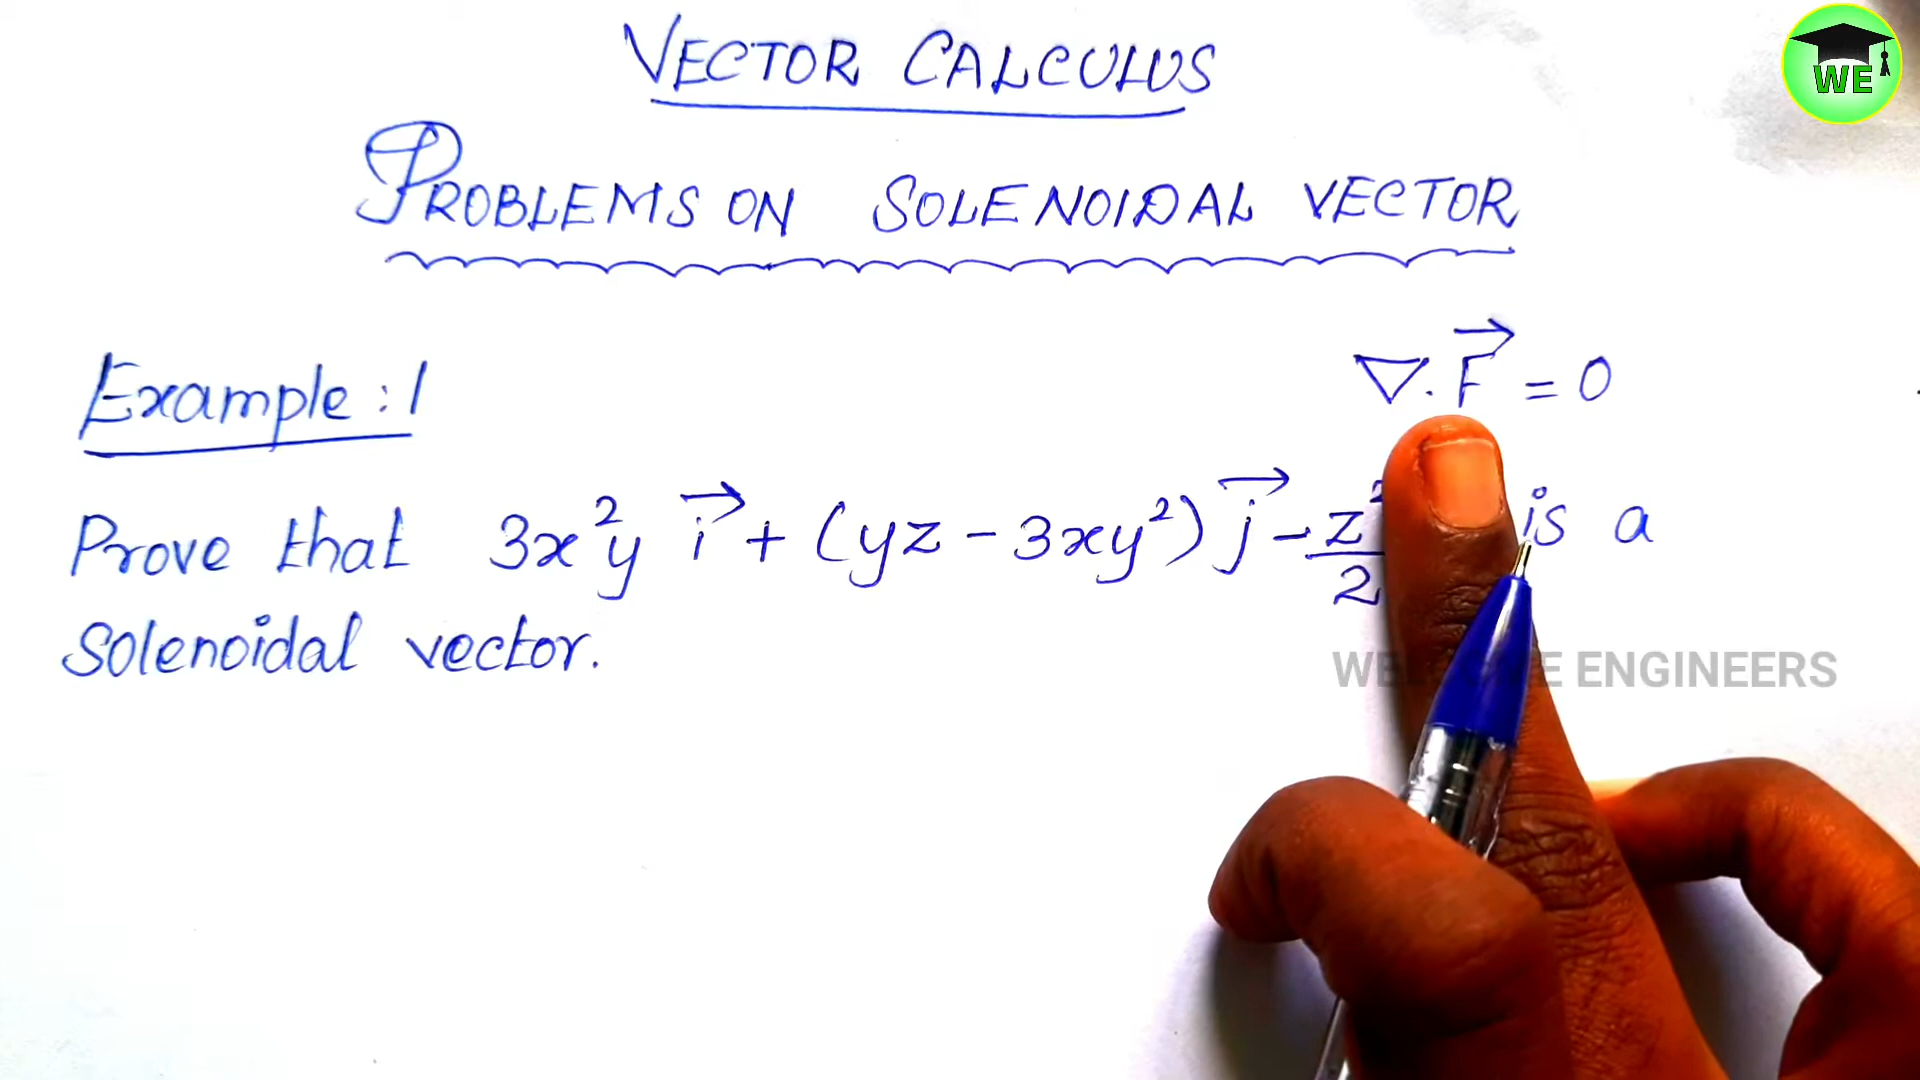 WE
VECTOR CALCULUS
PROBLEMS ON SOLENOIDAL VECTOR
Example : 1
∇ . F⃗ = 0
Prove that 3x²y i⃗ + (yz - 3xy²) j⃗ - z²/2 is a
Solenoidal vector.
ENGINEERS